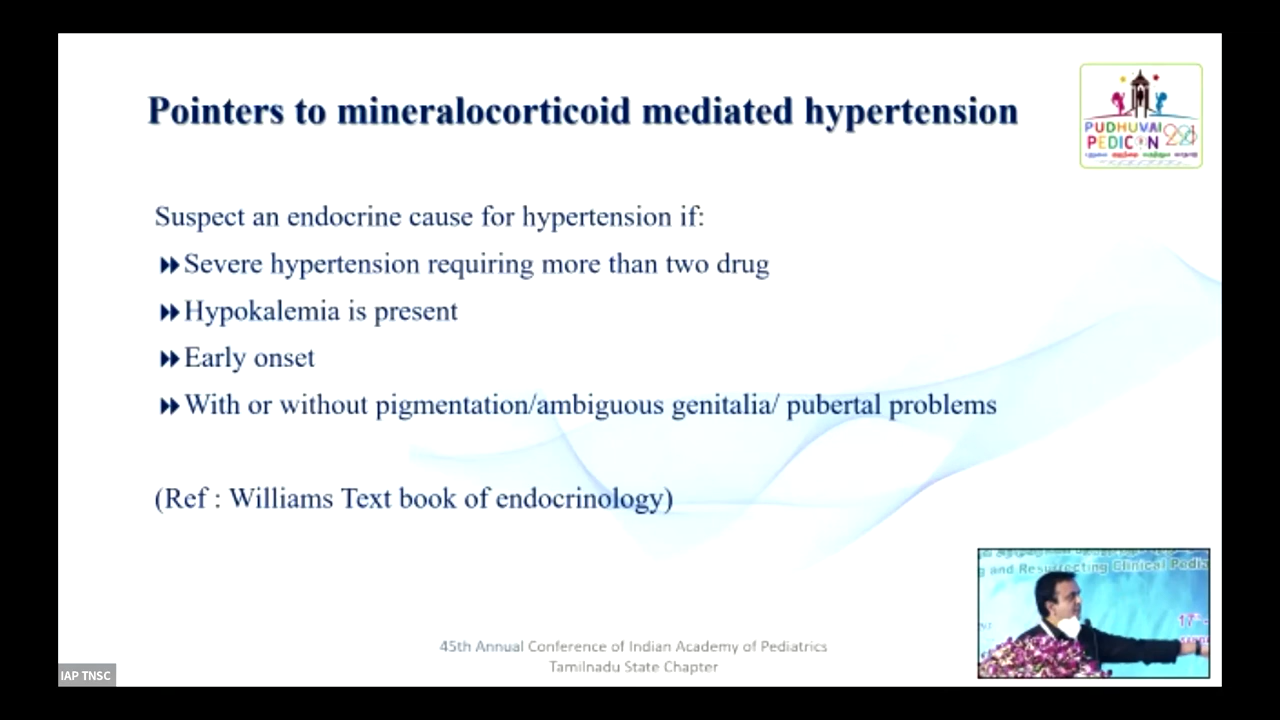 Pointers to mineralocorticoid mediated hypertension
PUDHUVAI
PEDICON
Suspect an endocrine cause for hypertension if:
Severe hypertension requiring more than two drug
Hypokalemia is present
Early onset
With or without pigmentation/ambiguous genitalia/ pubertal problems
(Ref : Williams Text book of endocrinology)
and Resurrecting Clinical
17
45th Annual Conference of Indian Academy of Pediatrics
Tamilnadu State Chapter
IAP TNSC